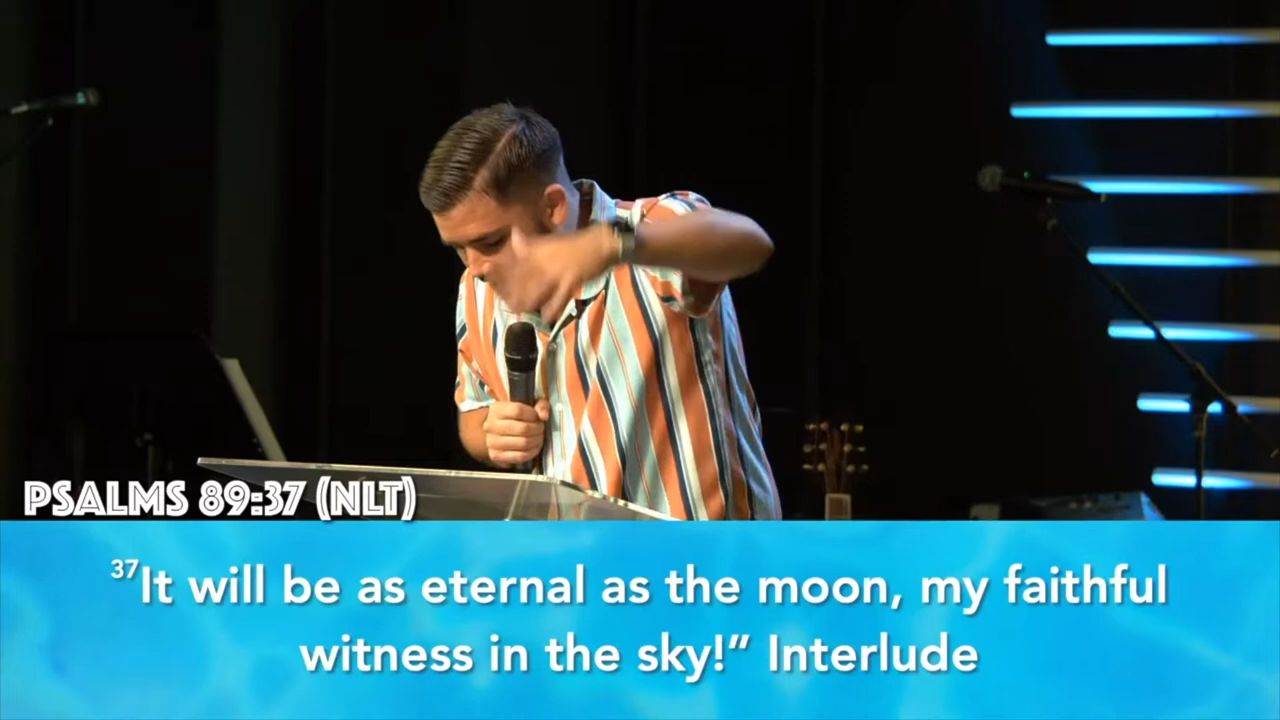 PSALMS 89:37 (NLT)
37It will be as eternal as the moon, my faithful
witness in the sky!” Interlude